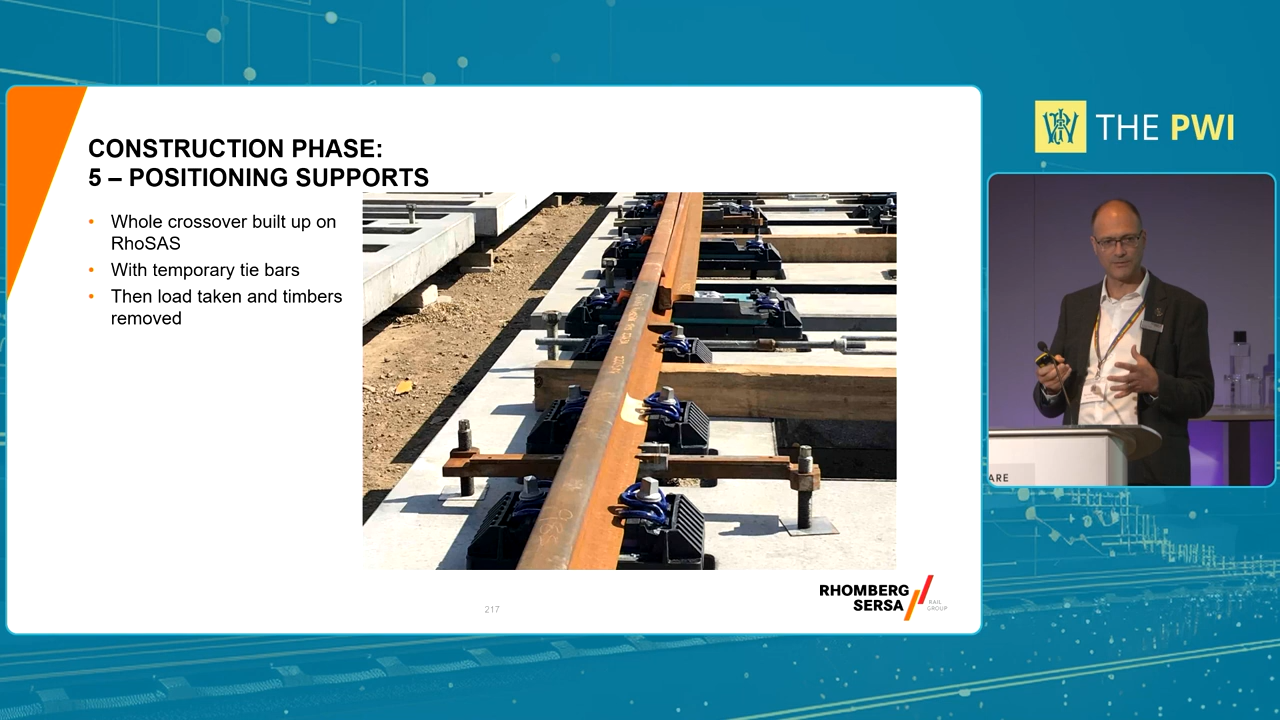 CONSTRUCTION PHASE:
5 – POSITIONING SUPPORTS
• Whole crossover built up on
RhoSAS
• With temporary tie bars
• Then load taken and timbers
removed
217
RHOMBERG
SERSA
RAIL
GROUP
THE PWI
ARE